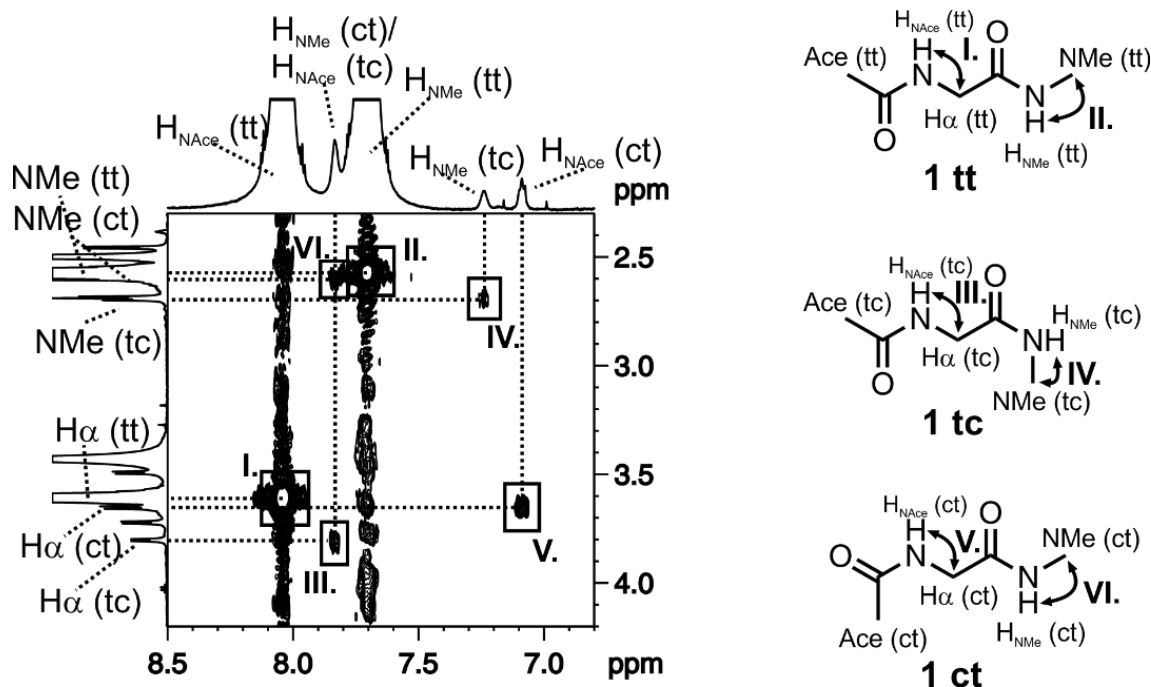 H_NMe (ct)/
H_NAce (tc)
H_NMe (tt)
H_NAce (tt)
H_NMe (tc)
H_NAce (ct)
ppm
NMe (tt)
NMe (ct)
NMe (tc)
Hα (tt)
Hα (ct)
Hα (tc)
VI.
II.
IV.
I.
III.
V.
2.5
3.0
3.5
4.0
8.5
8.0
7.5
7.0
ppm
H_NAce (tt)
O
Ace (tt)
H
I.
NMe (tt)
N
N
O
Hα (tt)
H
II.
H_NMe (tt)
1 tt
H_NAce (tc)
O
Ace (tc)
H
III.
H_NMe (tc)
N
NH
O
Hα (tc)
IV.
NMe (tc)
1 tc
H_NAce (ct)
O
H
V.
NMe (ct)
O
N
N
Hα (ct)
H
VI.
Ace (ct)
H_NMe (ct)
1 ct